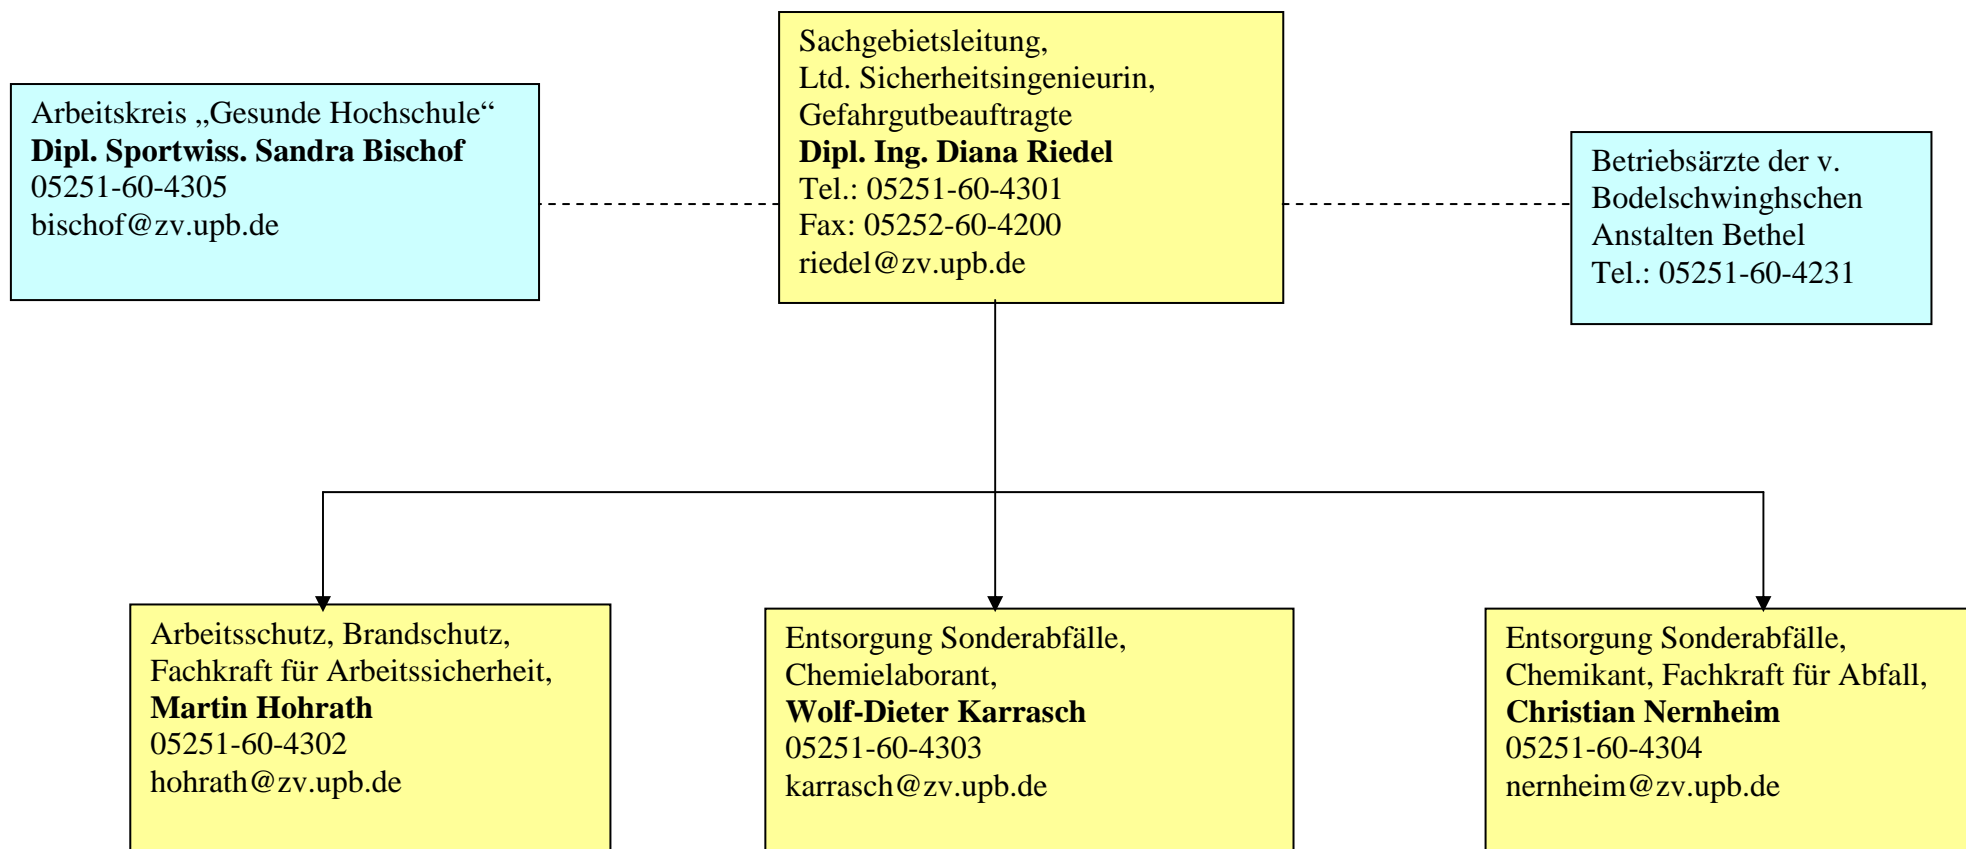 Sachgebietsleitung,
Ltd. Sicherheitsingenieurin,
Gefahrgutbeauftragte
Dipl. Ing. Diana Riedel
Tel.: 05251-60-4301
Fax: 05252-60-4200
riedel@zv.upb.de
Arbeitskreis „Gesunde Hochschule“
Dipl. Sportwiss. Sandra Bischof
05251-60-4305
bischof@zv.upb.de
Betriebsärzte der v.
Bodelschwinghschen
Anstalten Bethel
Tel.: 05251-60-4231
Arbeitsschutz, Brandschutz,
Fachkraft für Arbeitssicherheit,
Martin Hohrath
05251-60-4302
hohrath@zv.upb.de
Entsorgung Sonderabfälle,
Chemielaborant,
Wolf-Dieter Karrasch
05251-60-4303
karrasch@zv.upb.de
Entsorgung Sonderabfälle,
Chemikant, Fachkraft für Abfall,
Christian Nernheim
05251-60-4304
nernheim@zv.upb.de